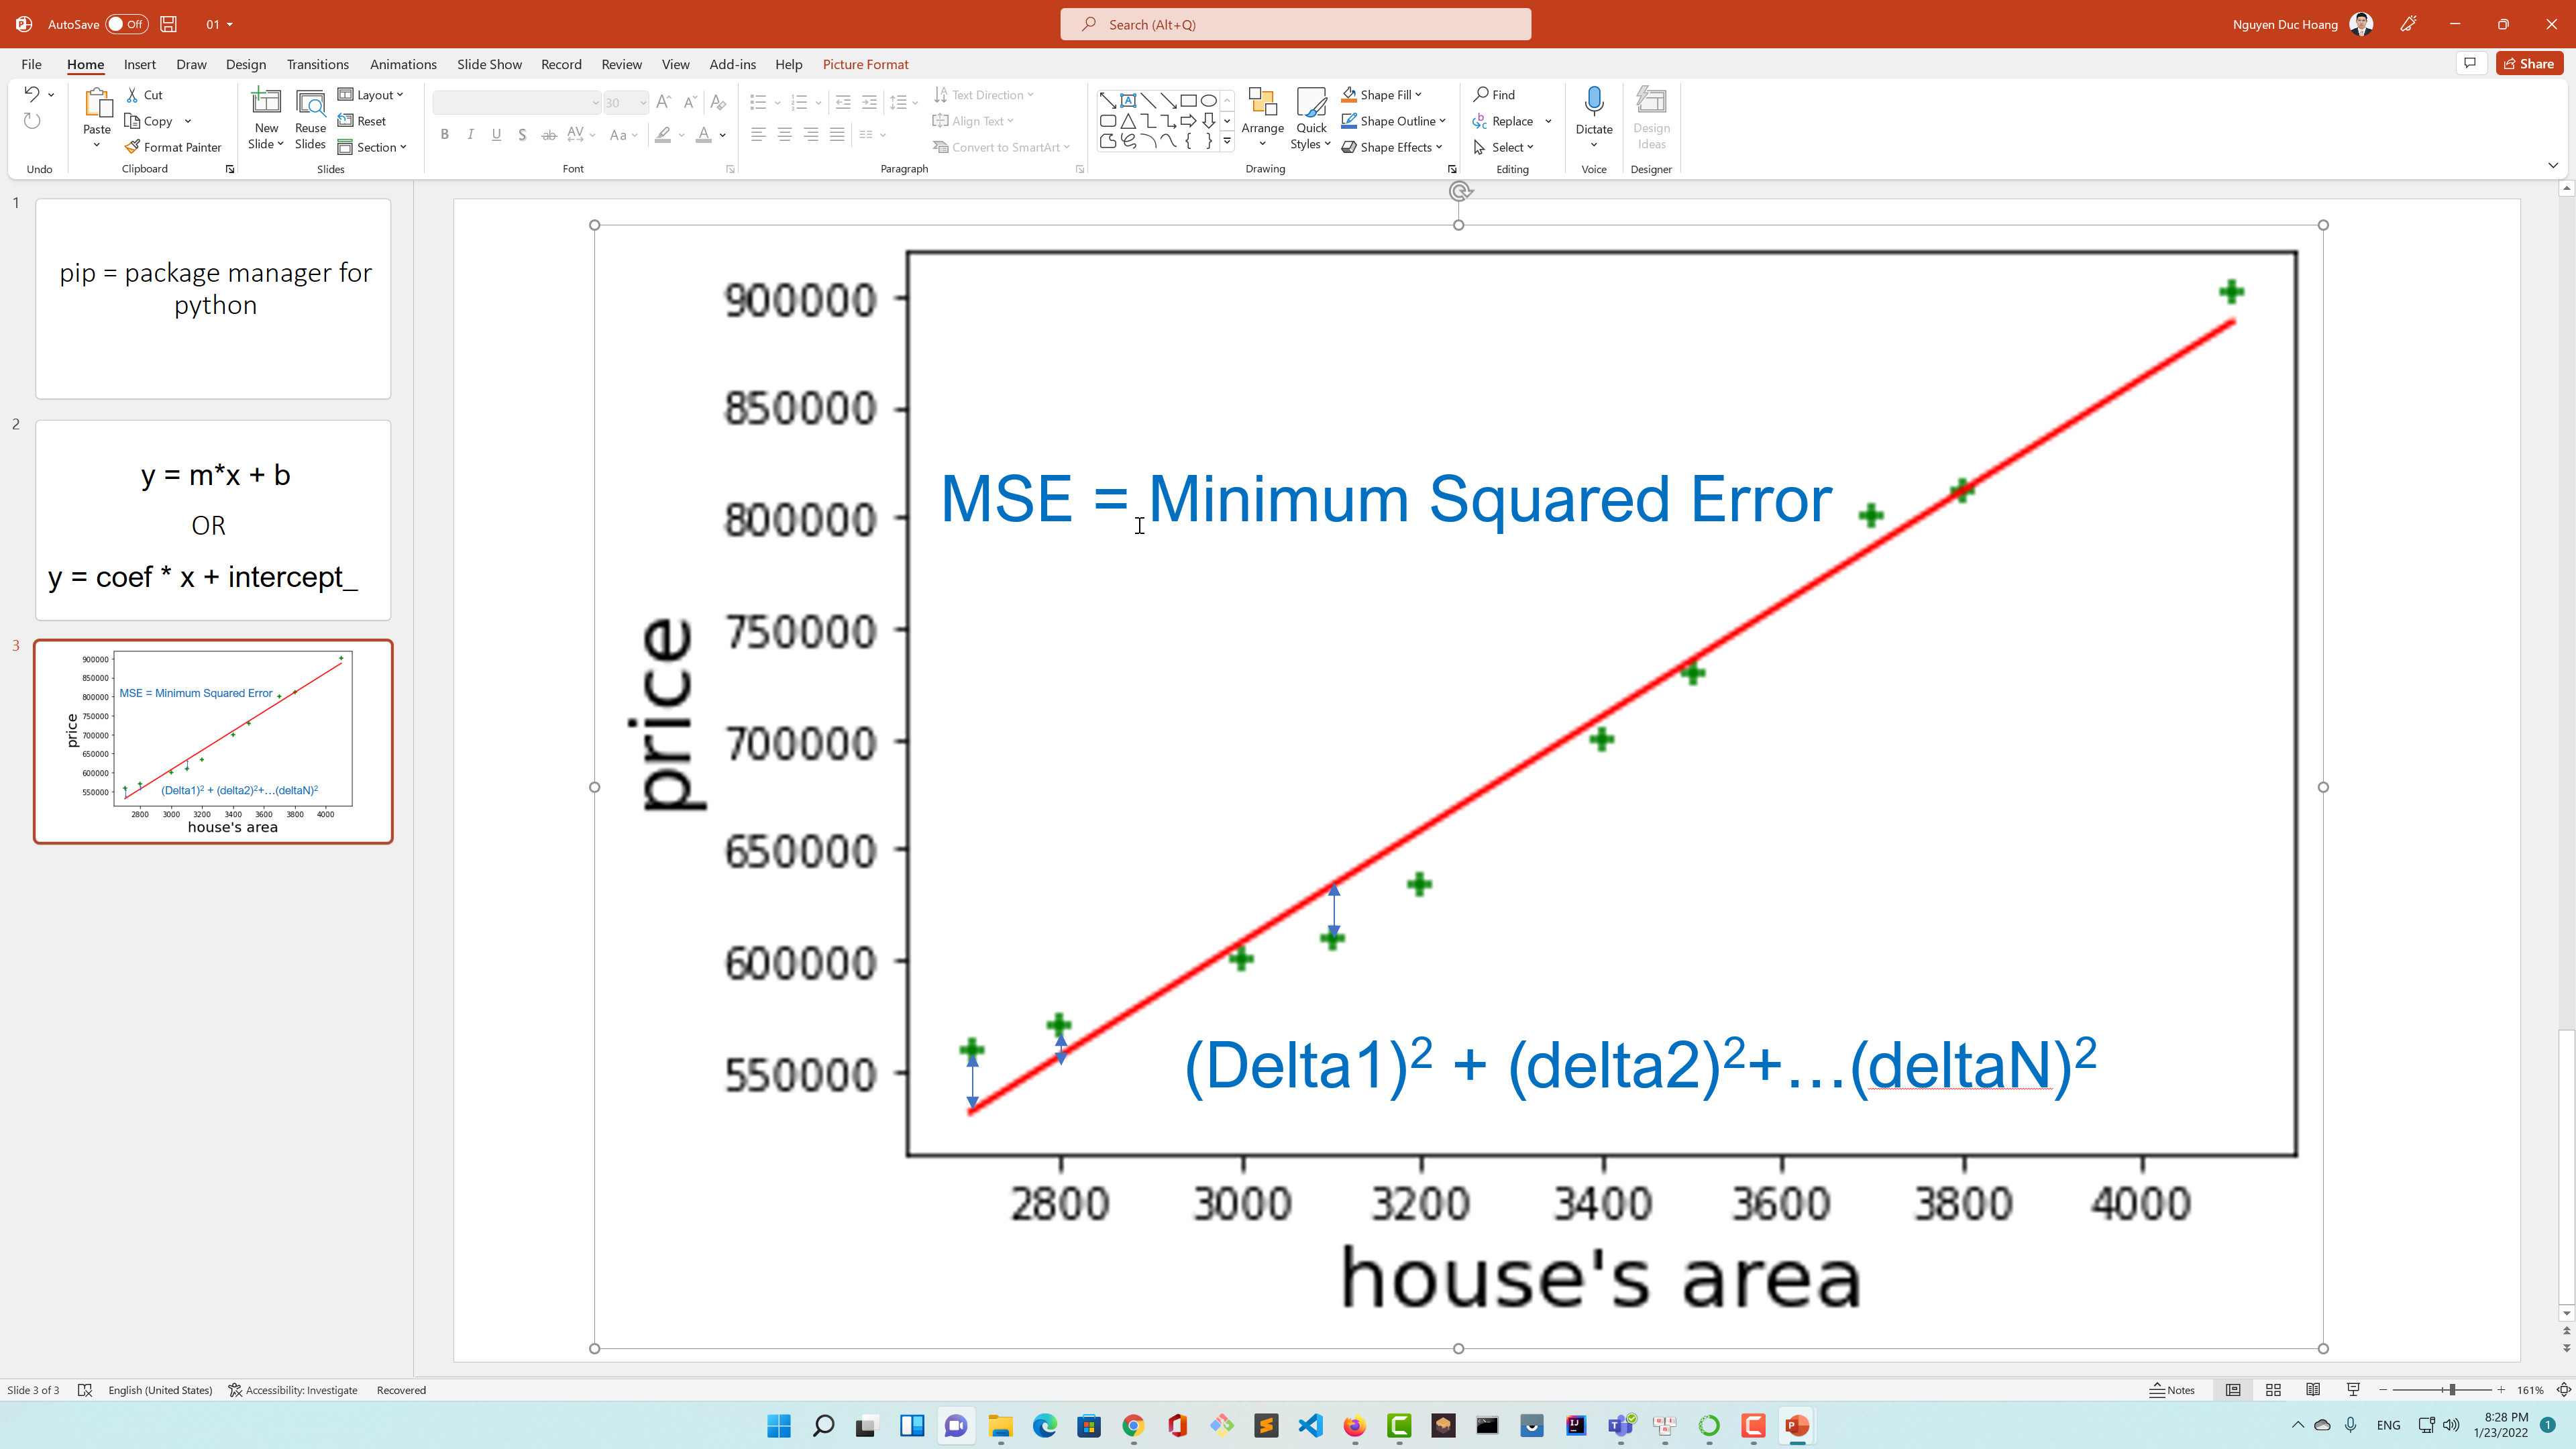 AutoSave Off 01 Search (Alt+Q) Nguyen Duc Hoang
File Home Insert Draw Design Transitions Animations Slide Show Record Review View Add-ins Help Picture Format Share
Undo
Paste
Cut
Copy
Format Painter
Clipboard
New Slide
Reuse Slides
Layout
Reset
Section
Slides
30
Font
Text Direction
Align Text
Convert to SmartArt
Paragraph
Arrange
Quick Styles
Shape Fill
Shape Outline
Shape Effects
Drawing
Find
Replace
Select
Editing
Dictate
Voice
Design Ideas
Designer
1
pip = package manager for
python
2
y = m*x + b
OR
y = coef * x + intercept_
3
900000
850000
MSE = Minimum Squared Error
800000
750000
700000
650000
600000
550000
price
(Delta1)² + (delta2)²+…(deltaN)²
2800 3000 3200 3400 3600 3800 4000
house's area
900000
850000
MSE = Minimum Squared Error
800000
750000
price
700000
650000
600000
(Delta1)² + (delta2)²+…(deltaN)²
550000
2800 3000 3200 3400 3600 3800 4000
house's area
Slide 3 of 3 English (United States) Accessibility: Investigate Recovered Notes 161%
ENG 8:28 PM 1
1/23/2022